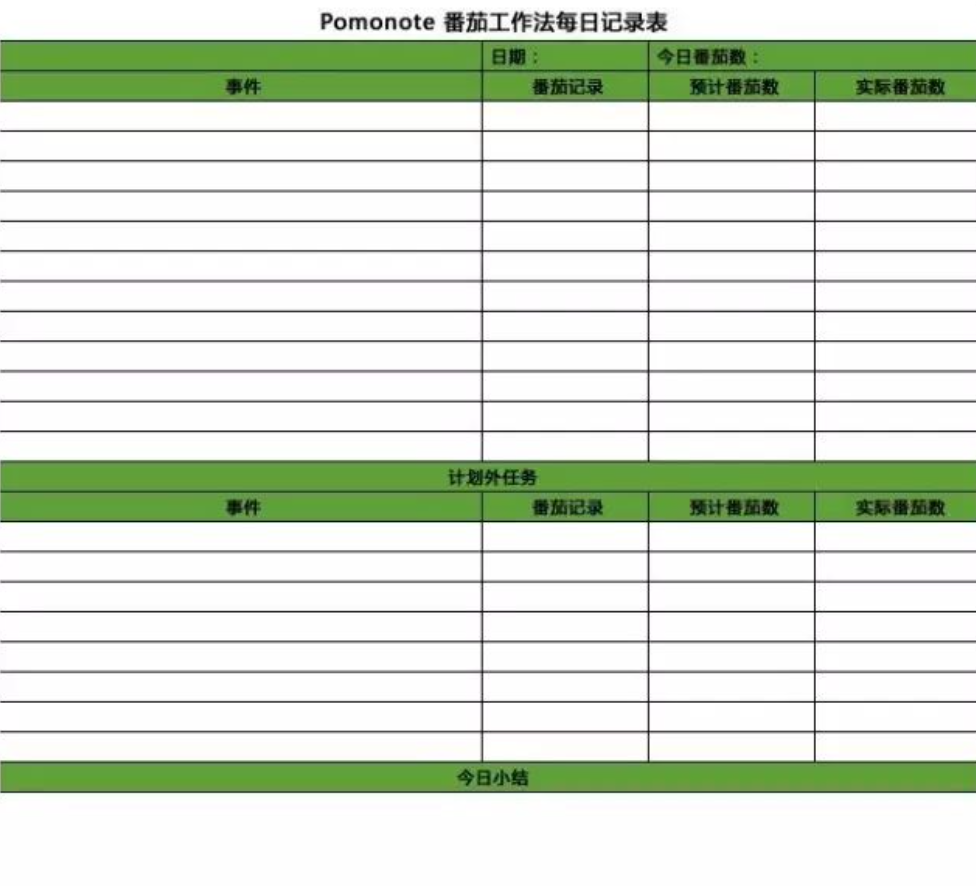 Pomonote 番茄工作法每日记录表
日期： 今日番茄数：
事件 番茄记录 预计番茄数 实际番茄数
计划外任务
事件 番茄记录 预计番茄数 实际番茄数
今日小结